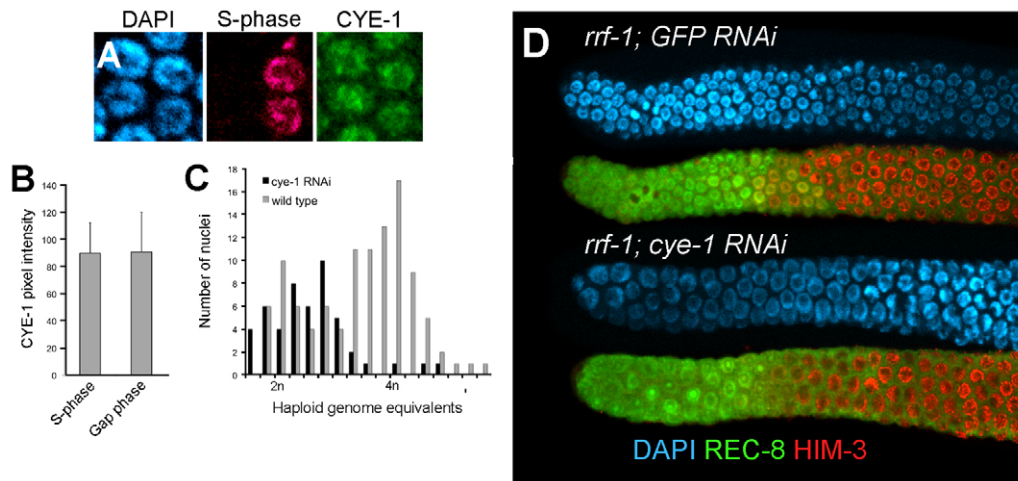 DAPI S-phase CYE-1
A
B
CYE-1 pixel intensity
140
120
100
80
60
40
20
0
S-phase
Gap phase
C
Number of nuclei
18
16
14
12
10
8
6
4
2
0
cye-1 RNAi
wild type
2n 4n
Haploid genome equivalents
D
rrf-1; GFP RNAi
rrf-1; cye-1 RNAi
DAPI REC-8 HIM-3